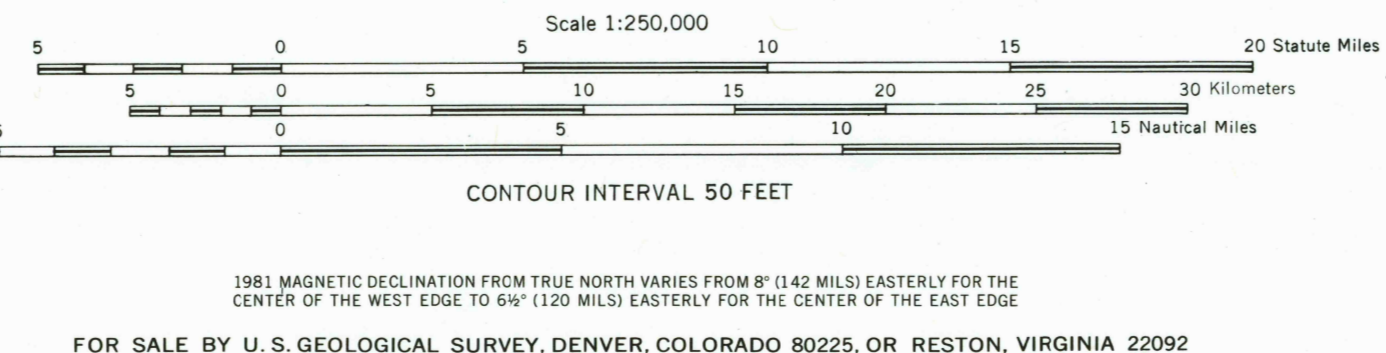 Scale 1:250,000
5 0 5 10 15 20 Statute Miles
5 0 5 10 15 20 25 30 Kilometers
0 5 10 15 Nautical Miles
CONTOUR INTERVAL 50 FEET
1981 MAGNETIC DECLINATION FROM TRUE NORTH VARIES FROM 8° (142 MILS) EASTERLY FOR THE
CENTER OF THE WEST EDGE TO 6½° (120 MILS) EASTERLY FOR THE CENTER OF THE EAST EDGE
FOR SALE BY U. S. GEOLOGICAL SURVEY, DENVER, COLORADO 80225, OR RESTON, VIRGINIA 22092